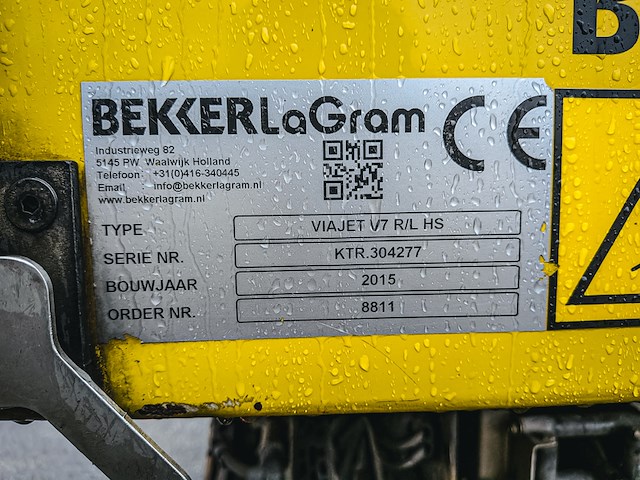 B
BEKKERLaGram CE
Industrieweg 82
5145 PW Waalwijk Holland
Telefoon: +31(0)416-340445
Email info@bekkerlagram.nl
www.bekkerlagram.nl
TYPE VIAJET V7 R/L HS
SERIE NR. KTR.304277
BOUWJAAR 2015
ORDER NR. 8811